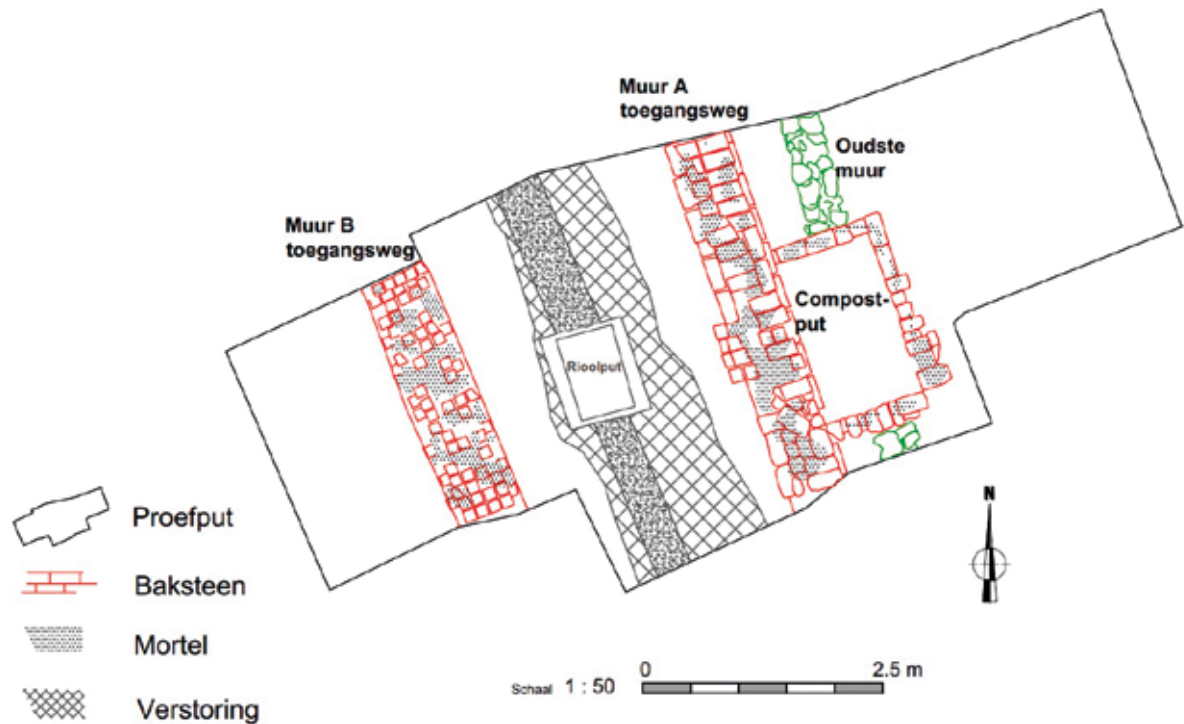 Muur A
toegangsweg
Oudste
muur
Muur B
toegangsweg
Compost-
put
Rioolput
Proefput
Baksteen
Mortel
Verstoring
N
Schaal 1 : 50
0 2.5 m